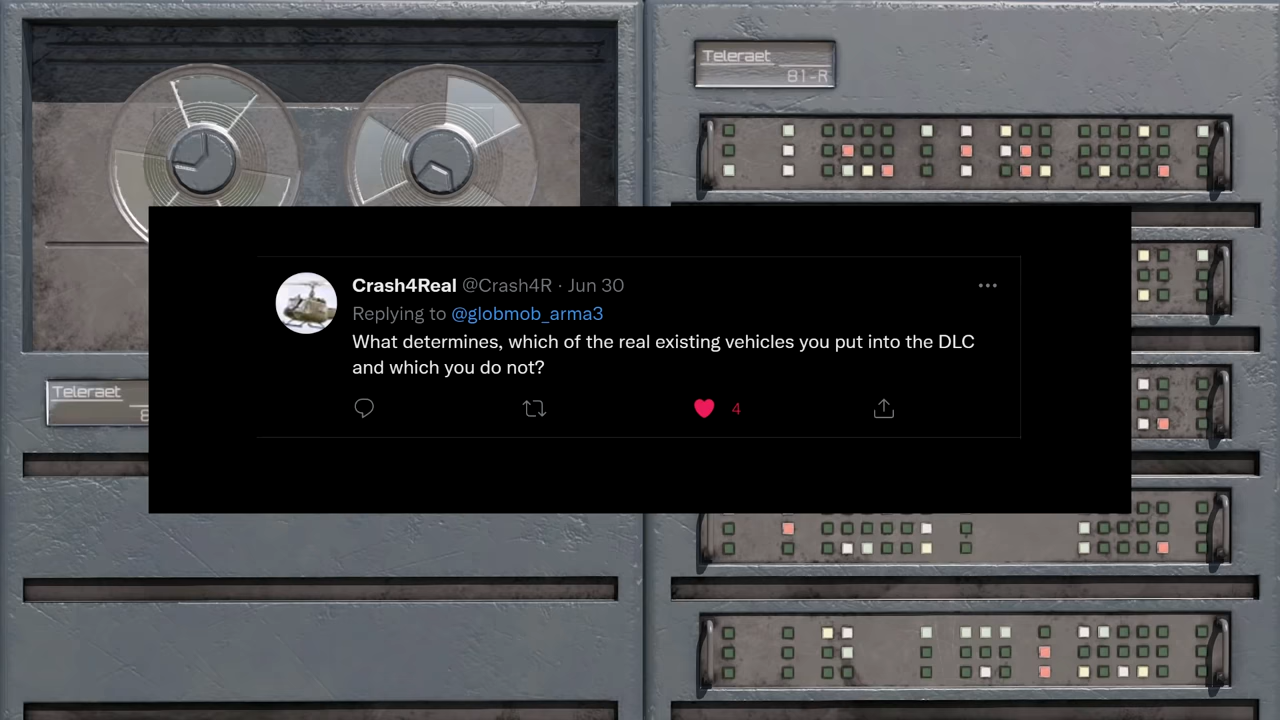 Teleraet
81-R
Crash4Real @Crash4R · Jun 30
Replying to @globmob_arma3
What determines, which of the real existing vehicles you put into the DLC
and which you do not?
4
Teleraet